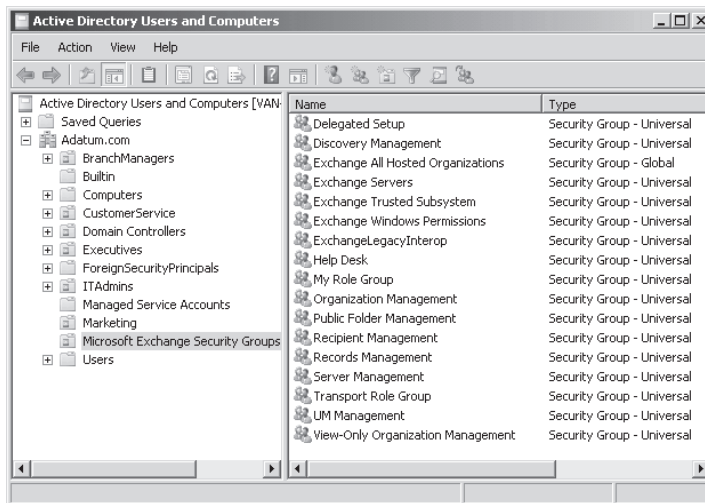 Active Directory Users and Computers
File Action View Help
Active Directory Users and Computers [VAN-
Saved Queries
Adatum.com
BranchManagers
Builtin
Computers
CustomerService
Domain Controllers
Executives
ForeignSecurityPrincipals
ITAdmins
Managed Service Accounts
Marketing
Microsoft Exchange Security Groups
Users
Name Type
Delegated Setup Security Group - Universal
Discovery Management Security Group - Universal
Exchange All Hosted Organizations Security Group - Global
Exchange Servers Security Group - Universal
Exchange Trusted Subsystem Security Group - Universal
Exchange Windows Permissions Security Group - Universal
ExchangeLegacyInterop Security Group - Universal
Help Desk Security Group - Universal
My Role Group Security Group - Universal
Organization Management Security Group - Universal
Public Folder Management Security Group - Universal
Recipient Management Security Group - Universal
Records Management Security Group - Universal
Server Management Security Group - Universal
Transport Role Group Security Group - Universal
UM Management Security Group - Universal
View-Only Organization Management Security Group - Universal